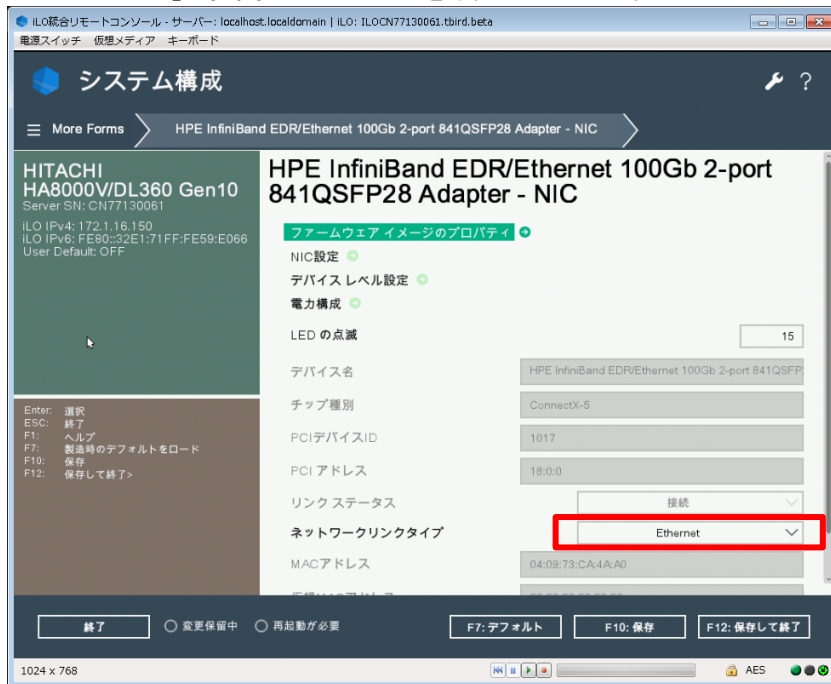 iLO統合リモートコンソール - サーバー: localhost.localdomain | iLO: ILOCN77130061.tbird.beta
電源スイッチ 仮想メディア キーボード
システム構成
?
More Forms
HPE InfiniBand EDR/Ethernet 100Gb 2-port 841QSFP28 Adapter - NIC
HITACHI
HA8000V/DL360 Gen10
Server SN: CN77130061
iLO IPv4: 172.1.16.150
iLO IPv6: FE80::32E1:71FF:FE59:E066
User Default: OFF
Enter: 選択
ESC: 終了
F1: ヘルプ
F7: 製造時のデフォルトをロード
F10: 保存
F12: 保存して終了>
HPE InfiniBand EDR/Ethernet 100Gb 2-port
841QSFP28 Adapter - NIC
ファームウェア イメージのプロパティ
NIC設定
デバイス レベル設定
電力構成
LED の点滅 15
デバイス名 HPE InfiniBand EDR/Ethernet 100Gb 2-port 841QSFP
チップ種別 ConnectX-5
PCIデバイスID 1017
PCI アドレス 18:0:0
リンク ステータス 接続
ネットワークリンクタイプ Ethernet
MACアドレス 04:09:73:CA:4A:A0
終了
変更保留中
再起動が必要
F7: デフォルト
F10: 保存
F12: 保存して終了
1024 x 768
AES